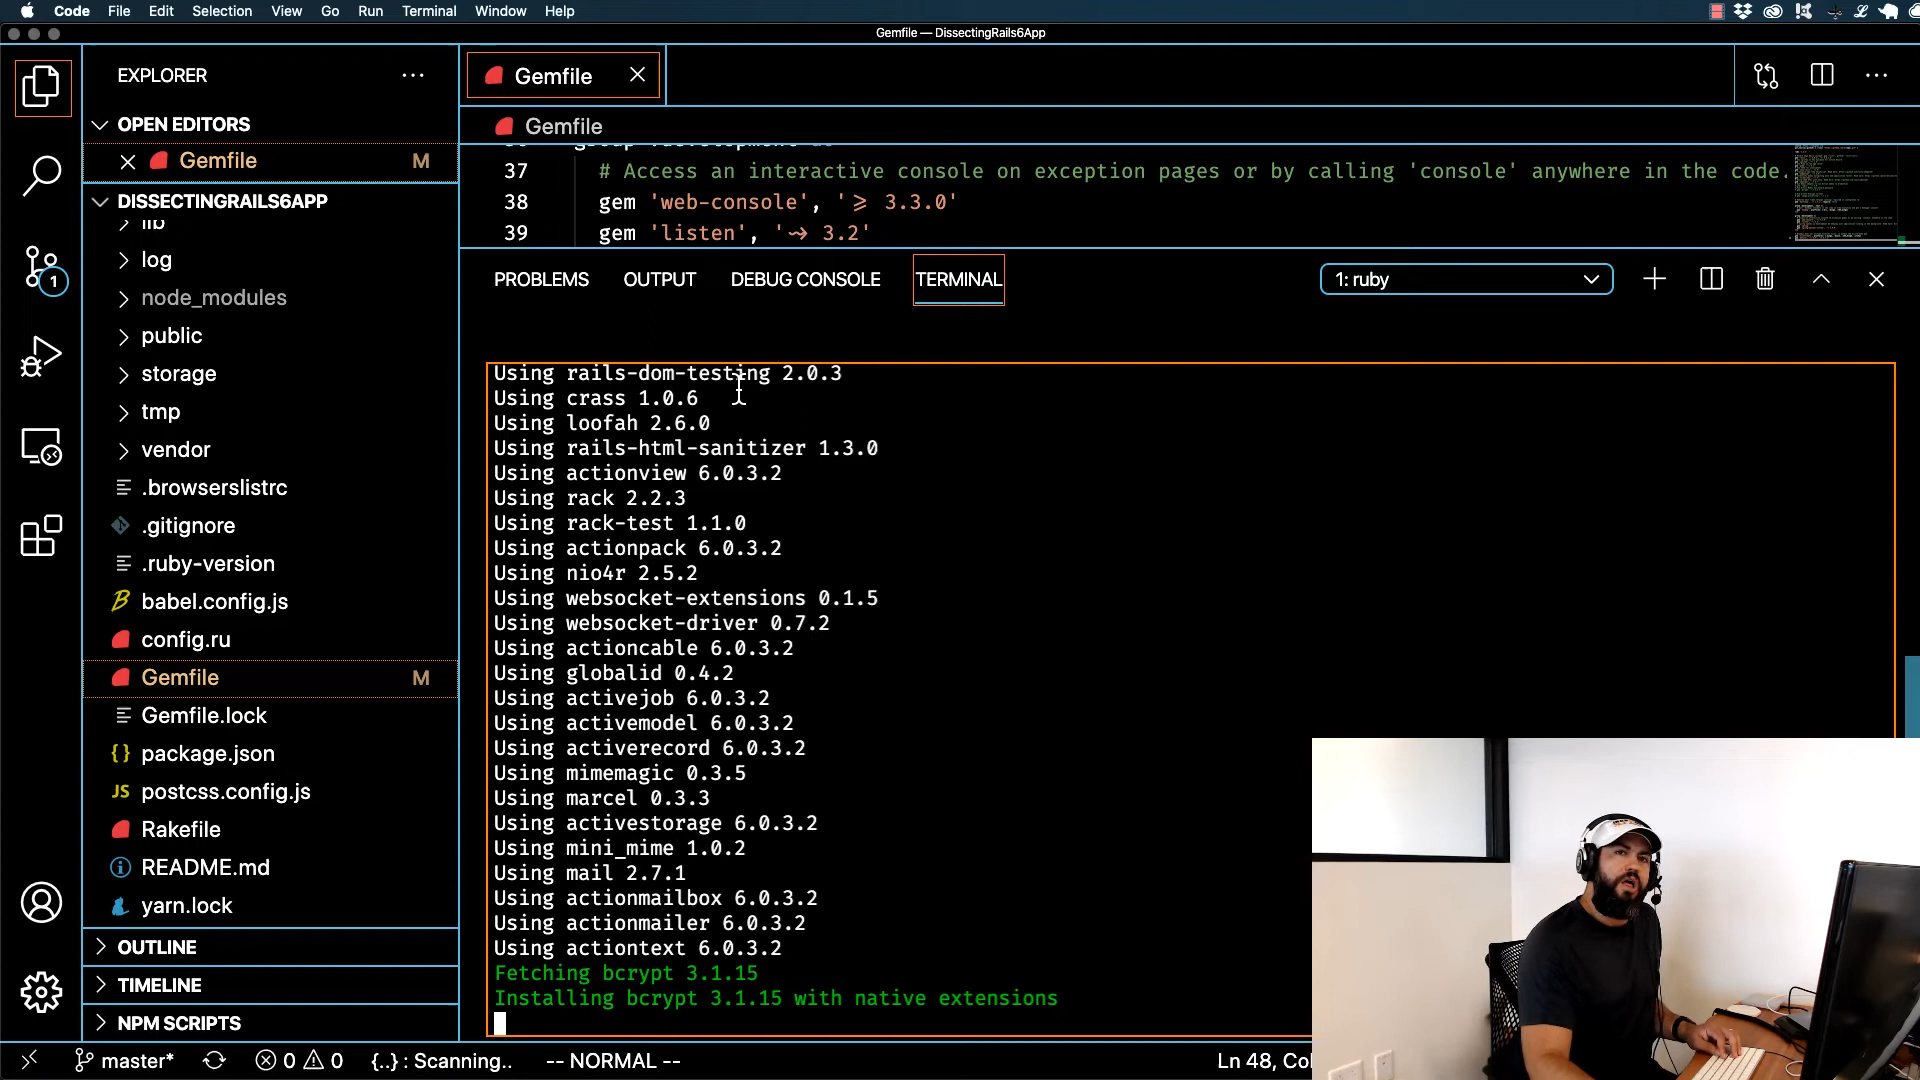 Code File Edit Selection View Go Run Terminal Window Help
Gemfile — DissectingRails6App
EXPLORER
OPEN EDITORS
Gemfile M
DISSECTINGRAILS6APP
lib
log
node_modules
public
storage
tmp
vendor
.browserslistrc
.gitignore
.ruby-version
babel.config.js
config.ru
Gemfile M
Gemfile.lock
package.json
JS postcss.config.js
Rakefile
README.md
yarn.lock
OUTLINE
TIMELINE
NPM SCRIPTS
1
Gemfile
Gemfile
37 # Access an interactive console on exception pages or by calling 'console' anywhere in the code.
38 gem 'web-console', '>= 3.3.0'
39 gem 'listen', '~> 3.2'
PROBLEMS OUTPUT DEBUG CONSOLE TERMINAL 1: ruby
Using rails-dom-testing 2.0.3
Using crass 1.0.6
Using loofah 2.6.0
Using rails-html-sanitizer 1.3.0
Using actionview 6.0.3.2
Using rack 2.2.3
Using rack-test 1.1.0
Using actionpack 6.0.3.2
Using nio4r 2.5.2
Using websocket-extensions 0.1.5
Using websocket-driver 0.7.2
Using actioncable 6.0.3.2
Using globalid 0.4.2
Using activejob 6.0.3.2
Using activemodel 6.0.3.2
Using activerecord 6.0.3.2
Using mimemagic 0.3.5
Using marcel 0.3.3
Using activestorage 6.0.3.2
Using mini_mime 1.0.2
Using mail 2.7.1
Using actionmailbox 6.0.3.2
Using actionmailer 6.0.3.2
Using actiontext 6.0.3.2
Fetching bcrypt 3.1.15
Installing bcrypt 3.1.15 with native extensions
master* 0 0 {..} : Scanning.. -- NORMAL -- Ln 48,